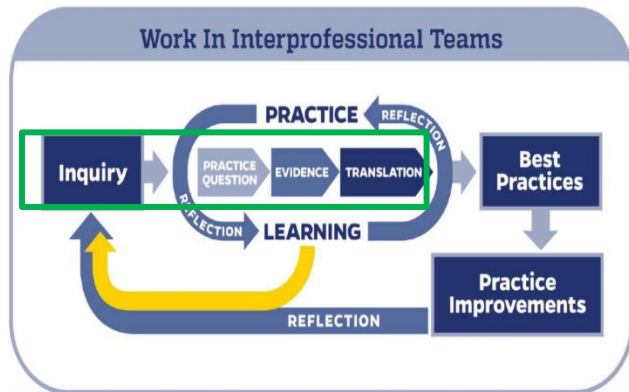 Work In Interprofessional Teams
PRACTICE
REFLECTION
Inquiry
PRACTICE
QUESTION
EVIDENCE
TRANSLATION
Best
Practices
REFLECTION
LEARNING
Practice
Improvements
REFLECTION